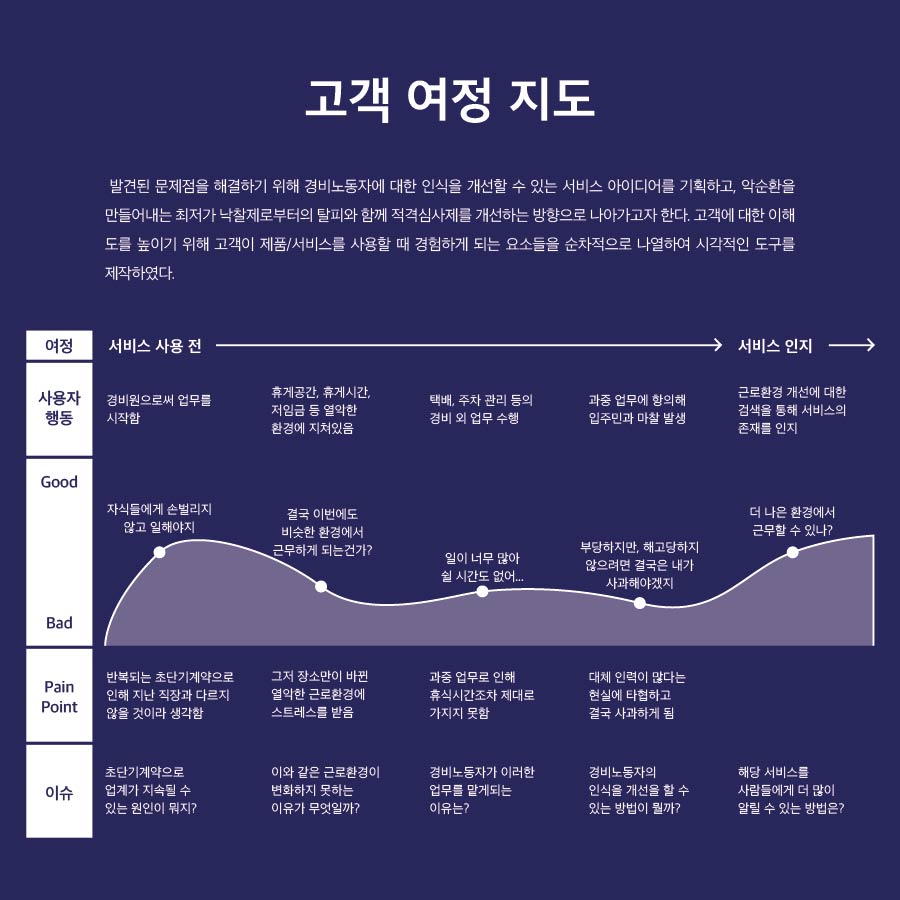 고객 여정 지도
발견된 문제점을 해결하기 위해 경비노동자에 대한 인식을 개선할 수 있는 서비스 아이디어를 기획하고, 악순환을
만들어내는 최저가 낙찰제로부터의 탈피와 함께 적격심사제를 개선하는 방향으로 나아가고자 한다. 고객에 대한 이해
도를 높이기 위해 고객이 제품/서비스를 사용할 때 경험하게 되는 요소들을 순차적으로 나열하여 시각적인 도구를
제작하였다.
여정
서비스 사용 전
서비스 인지
사용자
행동
경비원으로써 업무를
시작함
휴게공간, 휴게시간,
저임금 등 열악한
환경에 지쳐있음
택배, 주차 관리 등의
경비 외 업무 수행
과중 업무에 항의해
입주민과 마찰 발생
근로환경 개선에 대한
검색을 통해 서비스의
존재를 인지
Good
Bad
자식들에게 손벌리지
않고 일해야지
결국 이번에도
비슷한 환경에서
근무하게 되는건가?
일이 너무 많아
쉴 시간도 없어...
부당하지만, 해고당하지
않으려면 결국은 내가
사과해야겠지
더 나은 환경에서
근무할 수 있나?
Pain
Point
반복되는 초단기계약으로
인해 지난 직장과 다르지
않을 것이라 생각함
그저 장소만이 바뀐
열악한 근로환경에
스트레스를 받음
과중 업무로 인해
휴식시간조차 제대로
가지지 못함
대체 인력이 많다는
현실에 타협하고
결국 사과하게 됨
이슈
초단기계약으로
업계가 지속될 수
있는 원인이 뭐지?
이와 같은 근로환경이
변화하지 못하는
이유가 무엇일까?
경비노동자가 이러한
업무를 맡게되는
이유는?
경비노동자의
인식을 개선을 할 수
있는 방법이 뭘까?
해당 서비스를
사람들에게 더 많이
알릴 수 있는 방법은?